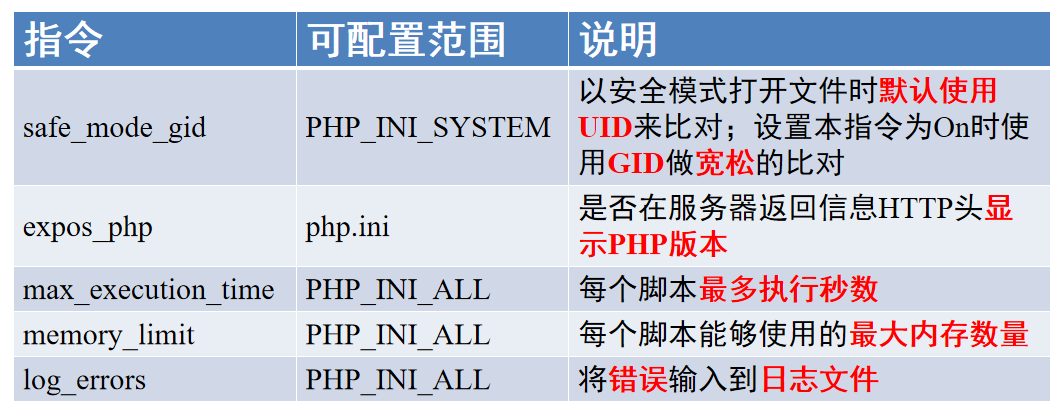 指令 可配置范围 说明
safe_mode_gid PHP_INI_SYSTEM 以安全模式打开文件时默认使用
UID来比对；设置本指令为On时使
用GID做宽松的比对
expos_php php.ini 是否在服务器返回信息HTTP头显
示PHP版本
max_execution_time PHP_INI_ALL 每个脚本最多执行秒数
memory_limit PHP_INI_ALL 每个脚本能够使用的最大内存数量
log_errors PHP_INI_ALL 将错误输入到日志文件